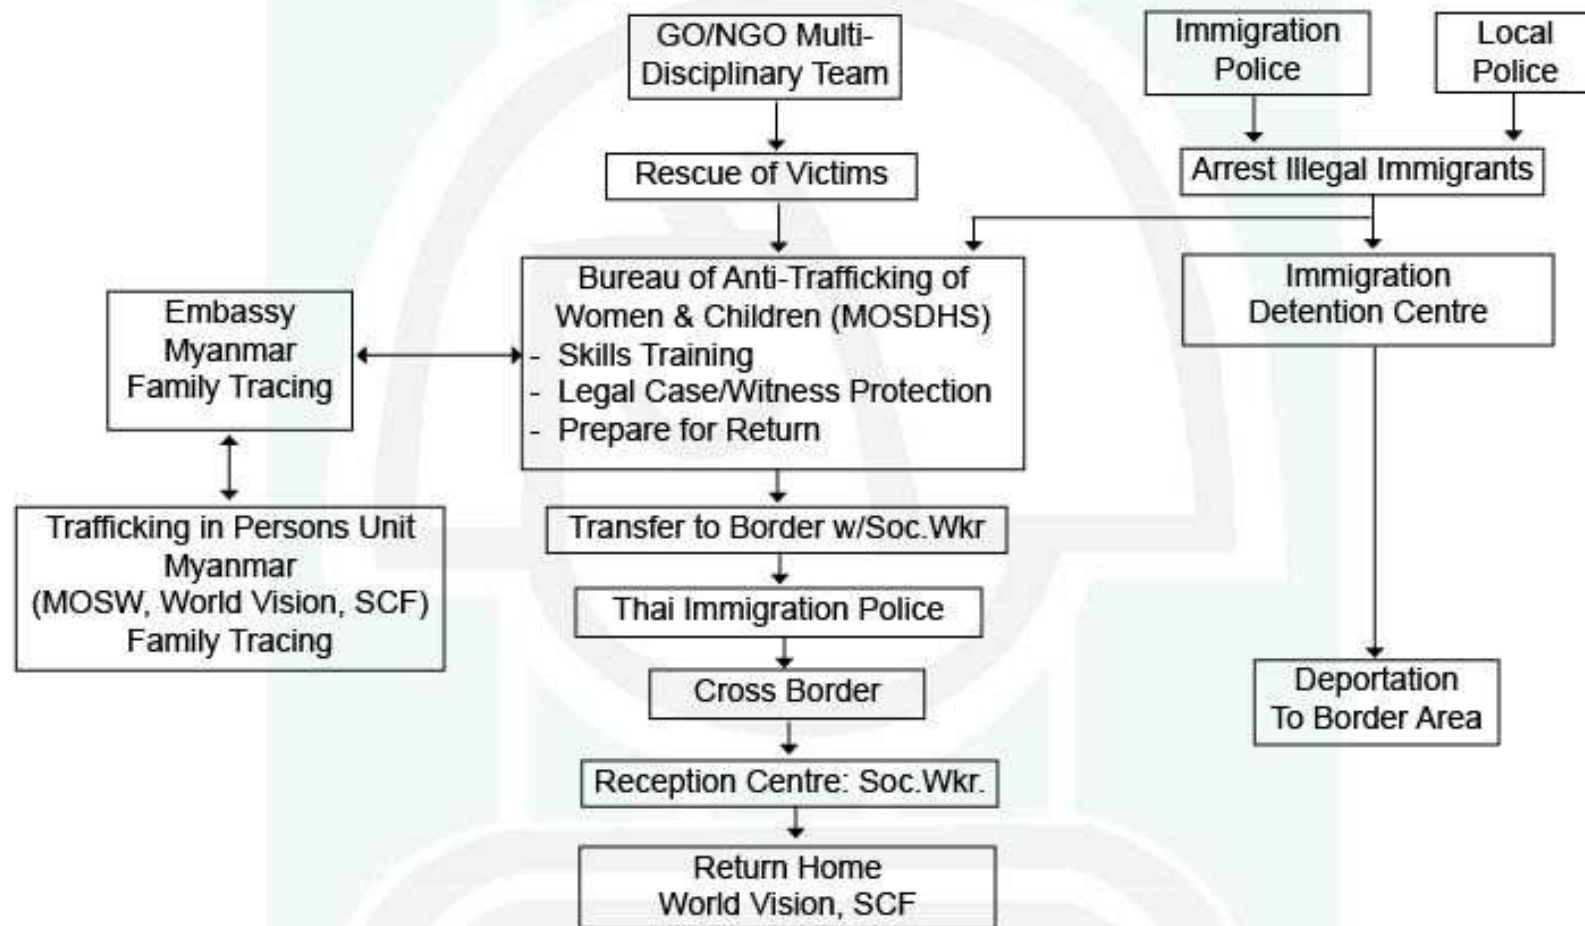 GO/NGO Multi-
Disciplinary Team
Immigration
Police
Local
Police
Rescue of Victims
Arrest Illegal Immigrants
Embassy
Myanmar
Family Tracing
Bureau of Anti-Trafficking of
Women & Children (MOSDHS)
- Skills Training
- Legal Case/Witness Protection
- Prepare for Return
Immigration
Detention Centre
Trafficking in Persons Unit
Myanmar
(MOSW, World Vision, SCF)
Family Tracing
Transfer to Border w/Soc.Wkr
Thai Immigration Police
Cross Border
Deportation
To Border Area
Reception Centre: Soc.Wkr.
Return Home
World Vision, SCF